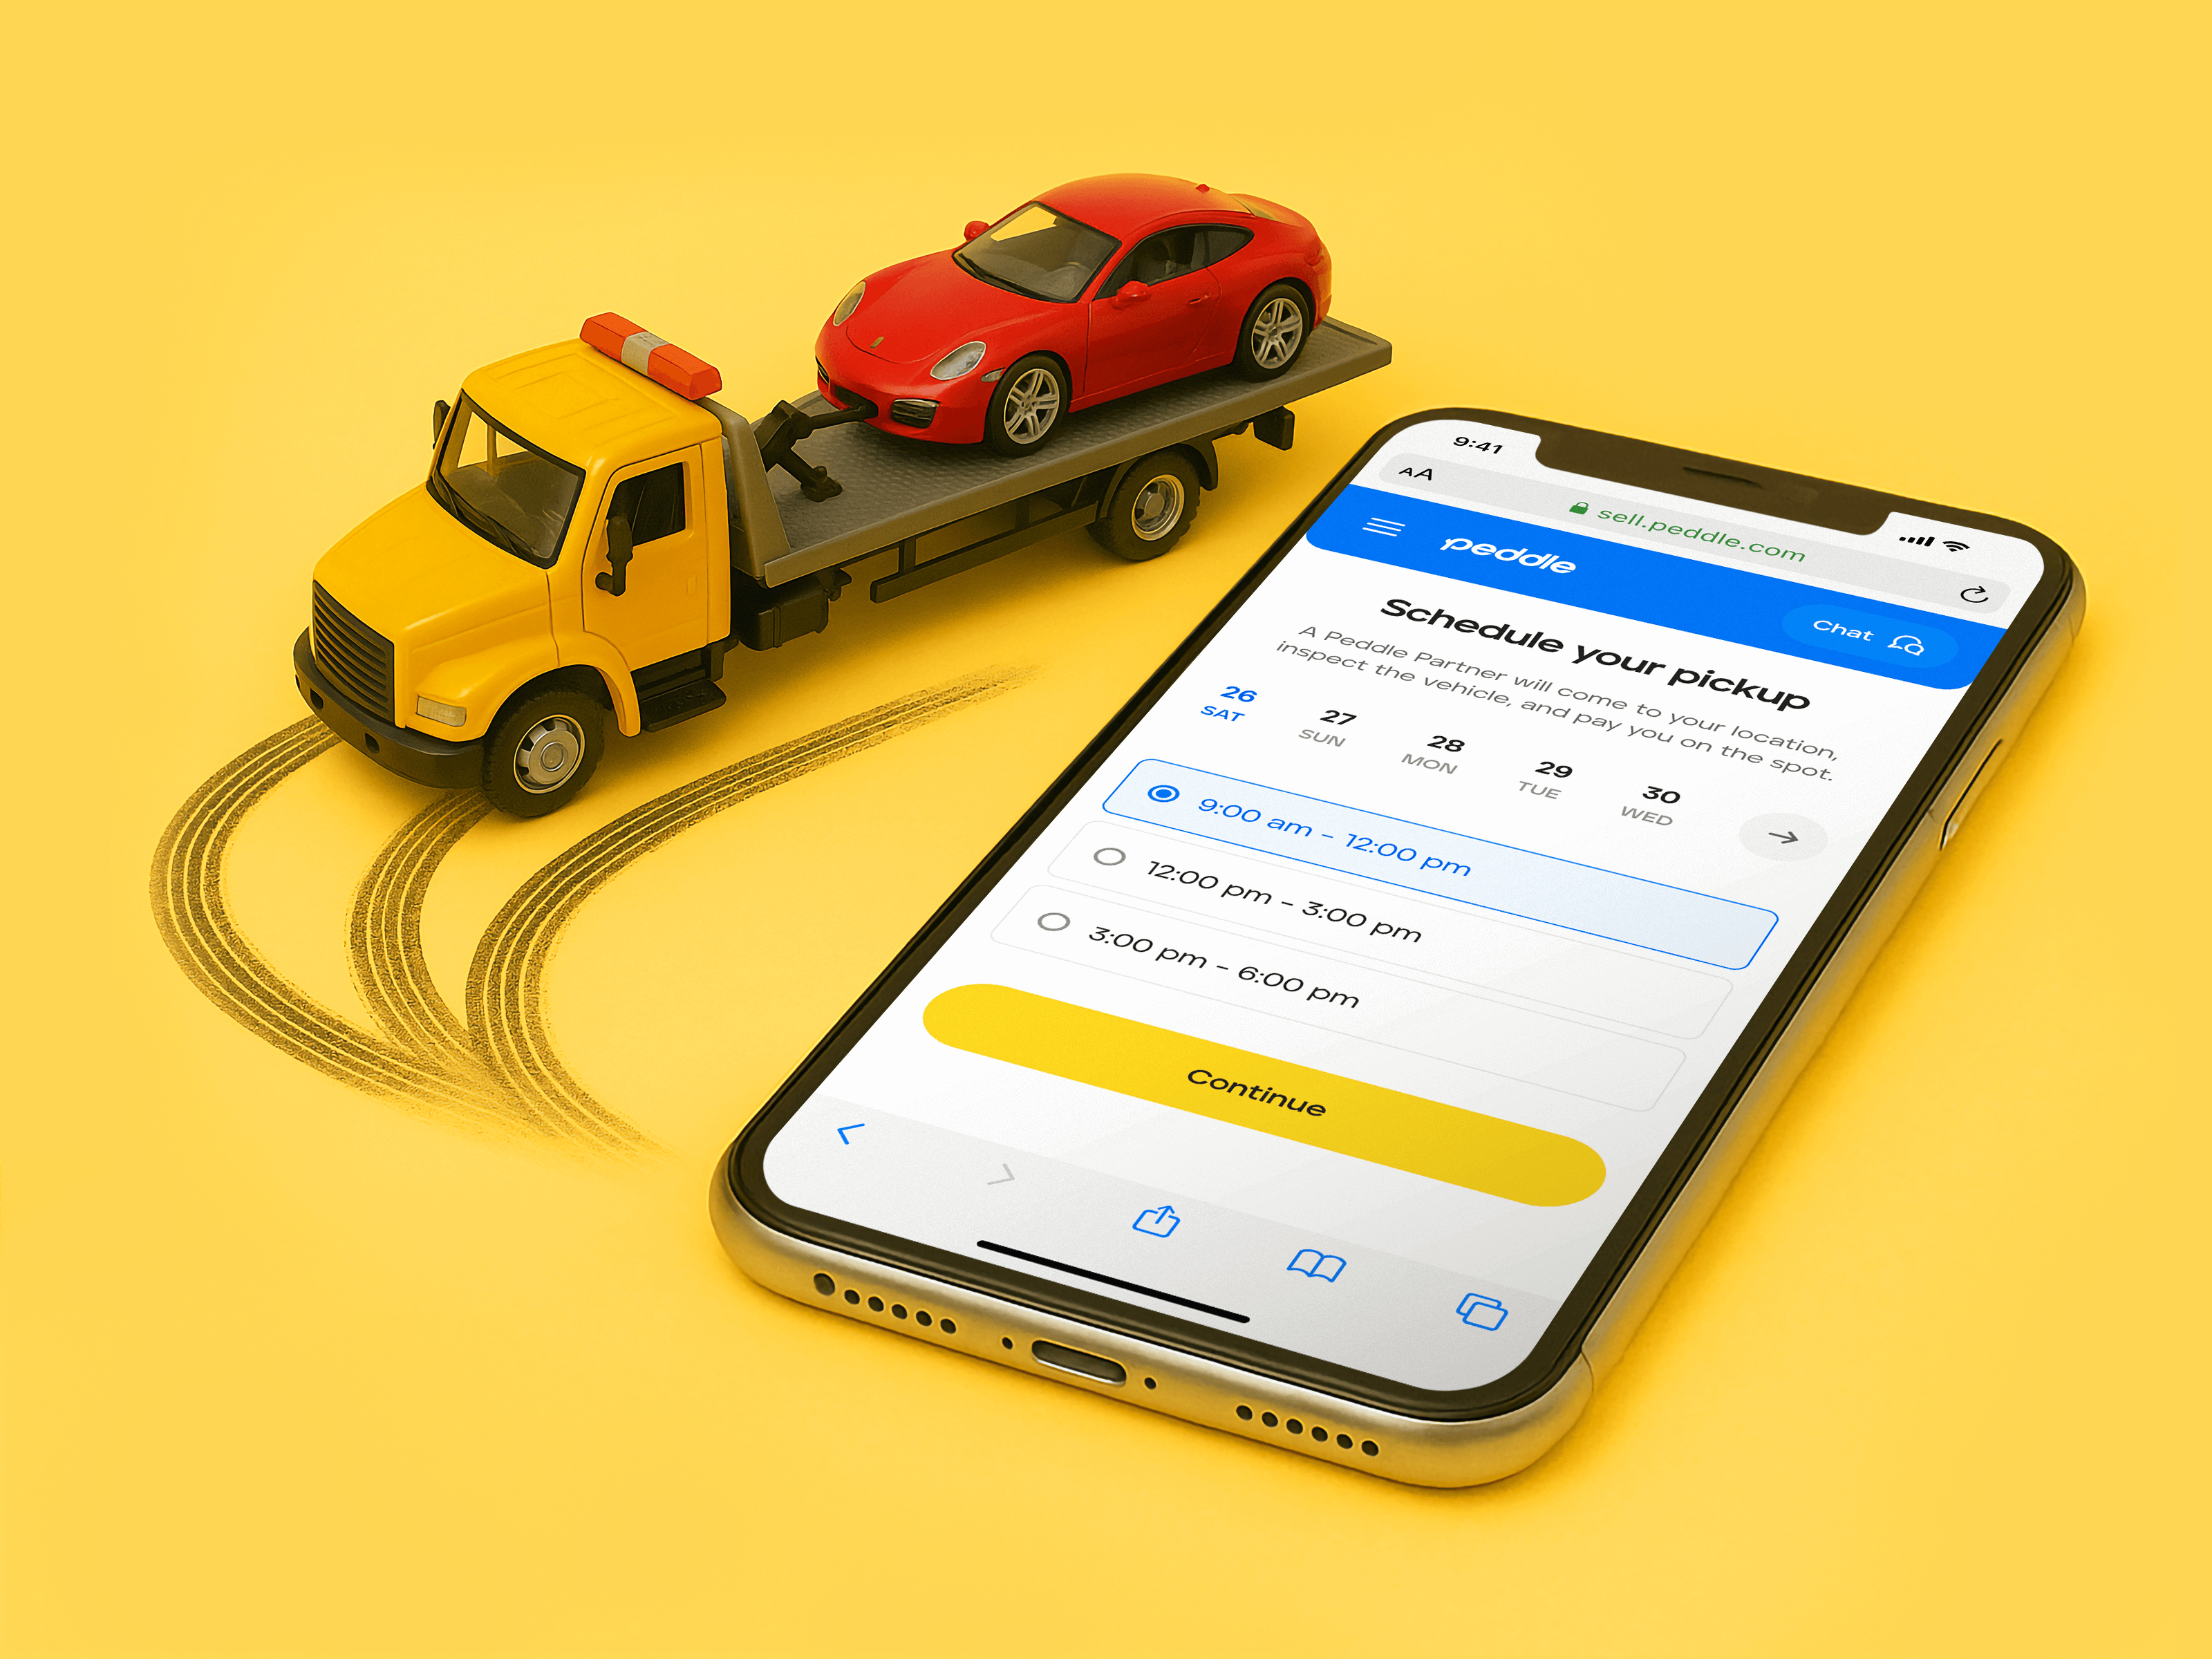 9:41
AA
sell.peddle.com
peddle
Chat
Schedule your pickup
A Peddle Partner will come to your location,
inspect the vehicle, and pay you on the spot.
26 27 28 29 30
SAT SUN MON TUE WED
9:00 am - 12:00 pm
12:00 pm - 3:00 pm
3:00 pm - 6:00 pm
Continue